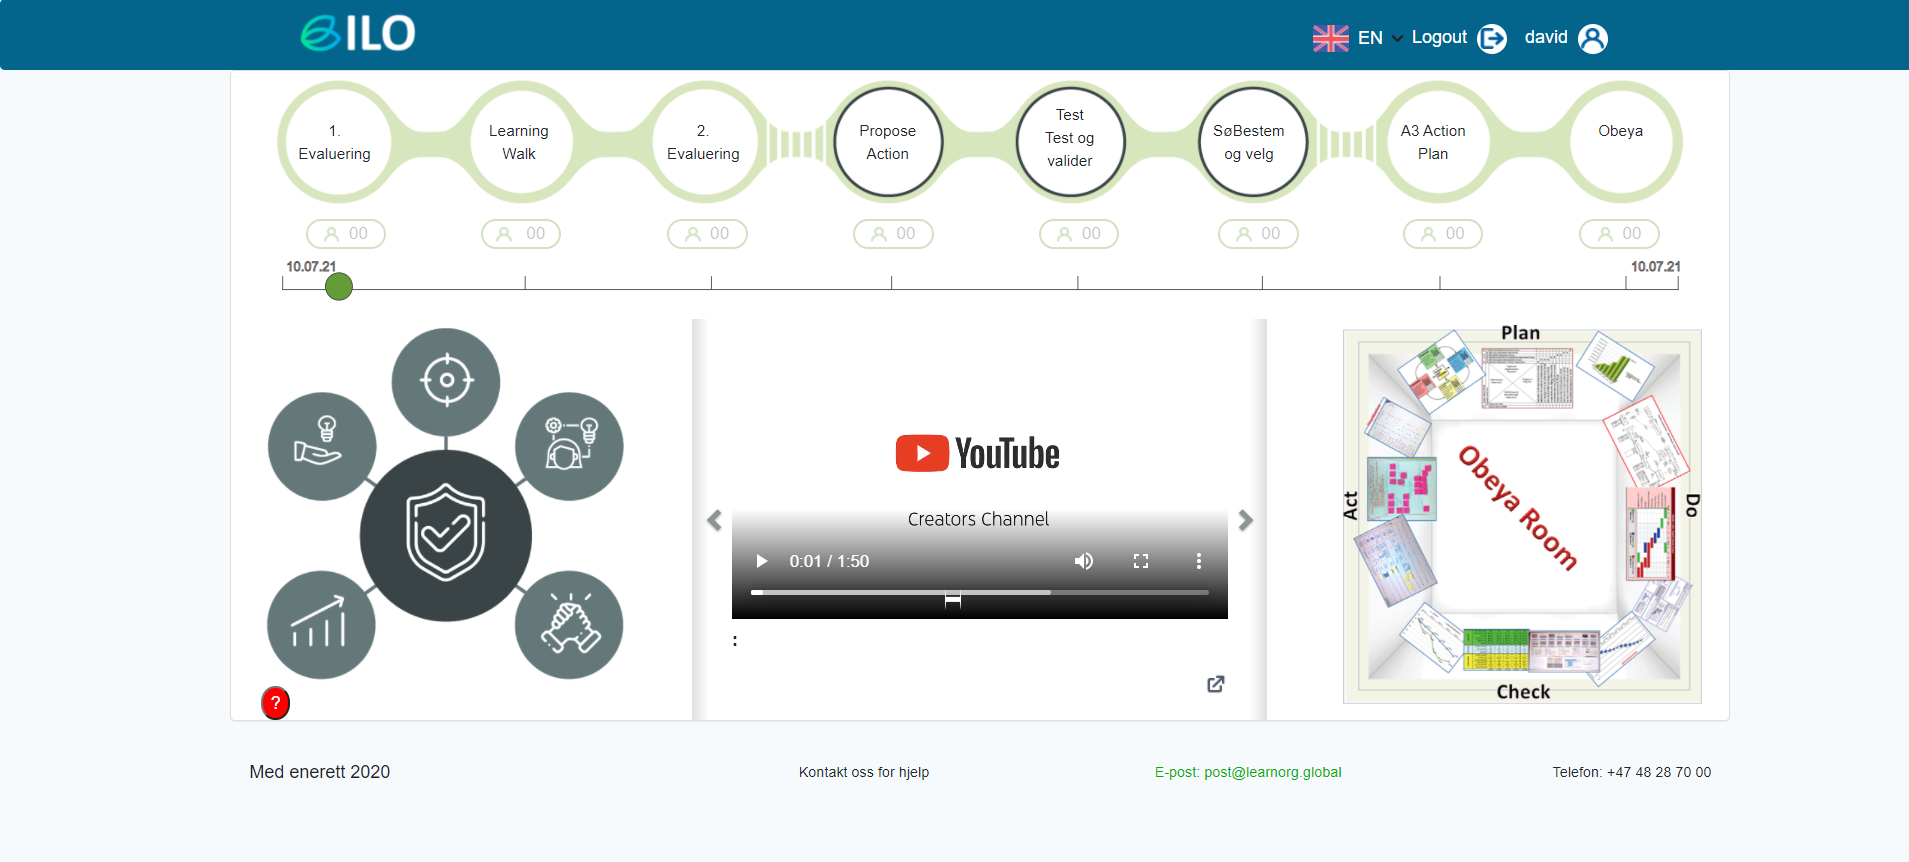 ILO
EN
Logout
david
1.
Evaluering
Learning
Walk
2.
Evaluering
Propose
Action
Test
Test og
valider
SøBestem
og velg
A3 Action
Plan
Obeya
00
00
00
00
00
00
00
00
10.07.21
10.07.21
YouTube
Creators Channel
0:01 / 1:50
:
Plan
Do
Check
Act
Obeya Room
?
Med enerett 2020
Kontakt oss for hjelp
E-post: post@learnorg.global
Telefon: +47 48 28 70 00